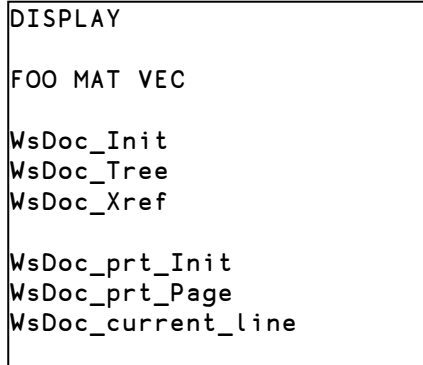 DISPLAY
FOO MAT VEC
WsDoc_Init
WsDoc_Tree
WsDoc_Xref
WsDoc_prt_Init
WsDoc_prt_Page
WsDoc_current_line